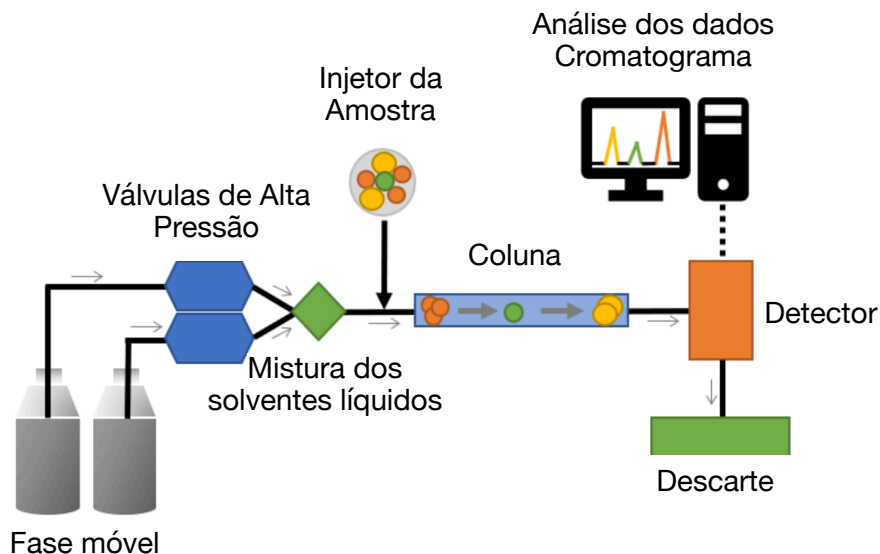 Análise dos dados
Cromatograma
Injetor da
Amostra
Válvulas de Alta
Pressão
Coluna
Detector
Mistura dos
solventes líquidos
Descarte
Fase móvel